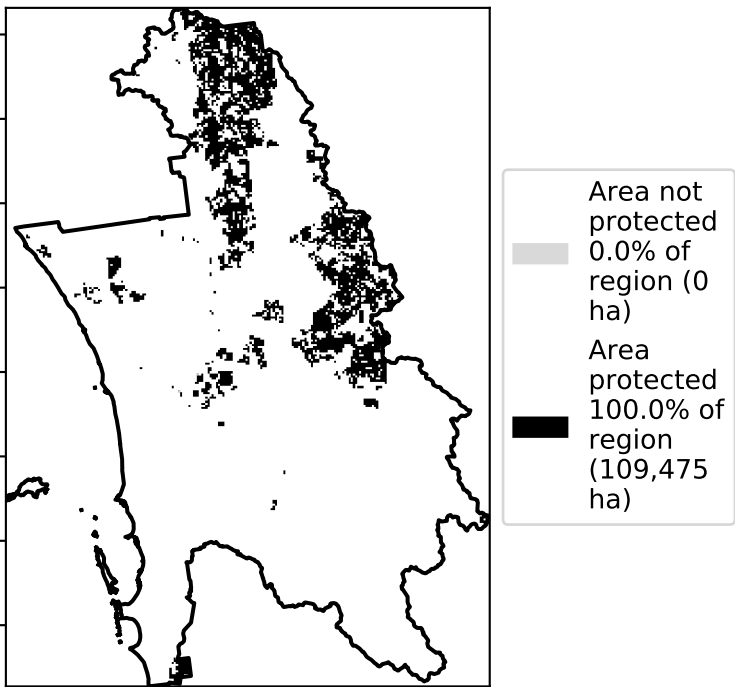 Area not
protected
0.0% of
region (0
ha)
Area
protected
100.0% of
region
(109,475
ha)